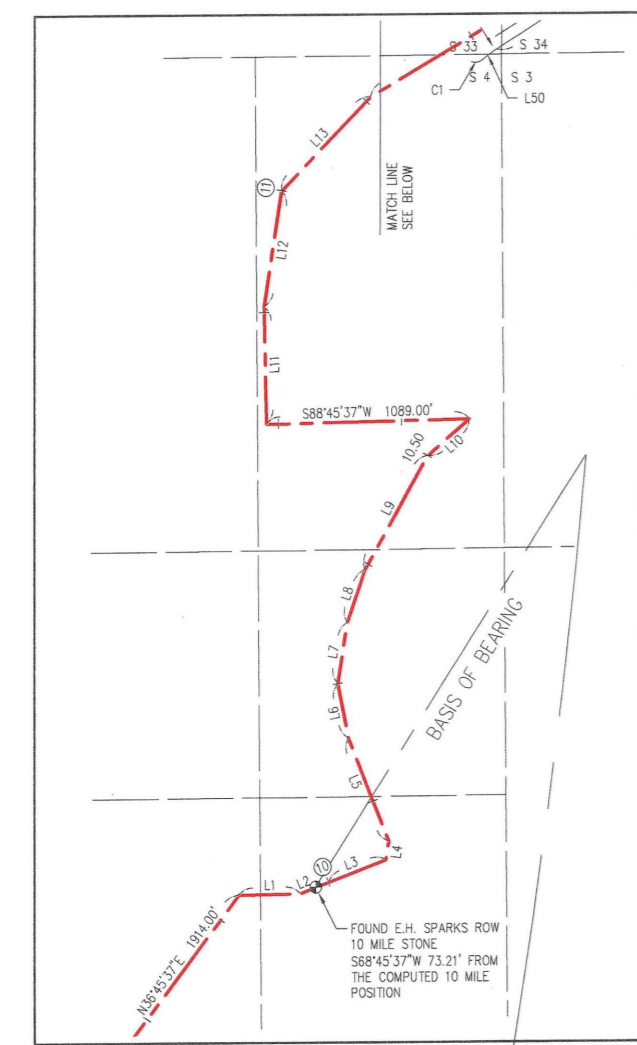 S 33
S 34
S 4
S 3
C1
L50
L13
MATCH LINE
SEE BELOW
11
L12
L11
S88°45'37"W 1089.00'
10.50
L10
L9
L8
L7
BASIS OF BEARING
L6
L5
L4
10
L3
L2
L1
N36°45'37"E 1914.00'
FOUND E.H. SPARKS ROW
10 MILE STONE
S68°45'37"W 73.21' FROM
THE COMPUTED 10 MILE
POSITION